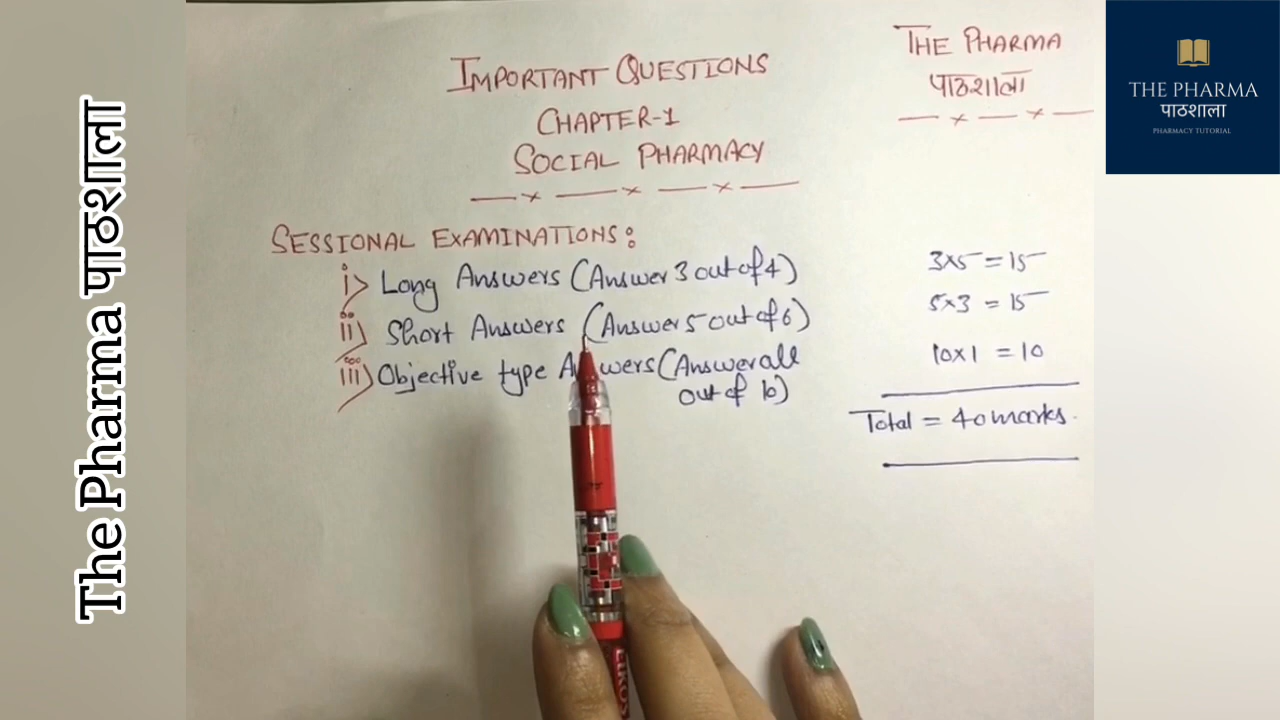 The Pharma पाठशाला
THE PHARMA
पाठशाला
PHARMACY TUTORIAL
THE PHARMA
पाठशाला
IMPORTANT QUESTIONS
CHAPTER-1
SOCIAL PHARMACY
SESSIONAL EXAMINATIONS:
i> Long Answers (Answer 3 out of 4) 3x5 = 15
ii) Short Answers (Answer 5 out of 6) 5x3 = 15
iii) Objective type Answers (Answer all
out of 10) 10x1 = 10
Total = 40 marks.